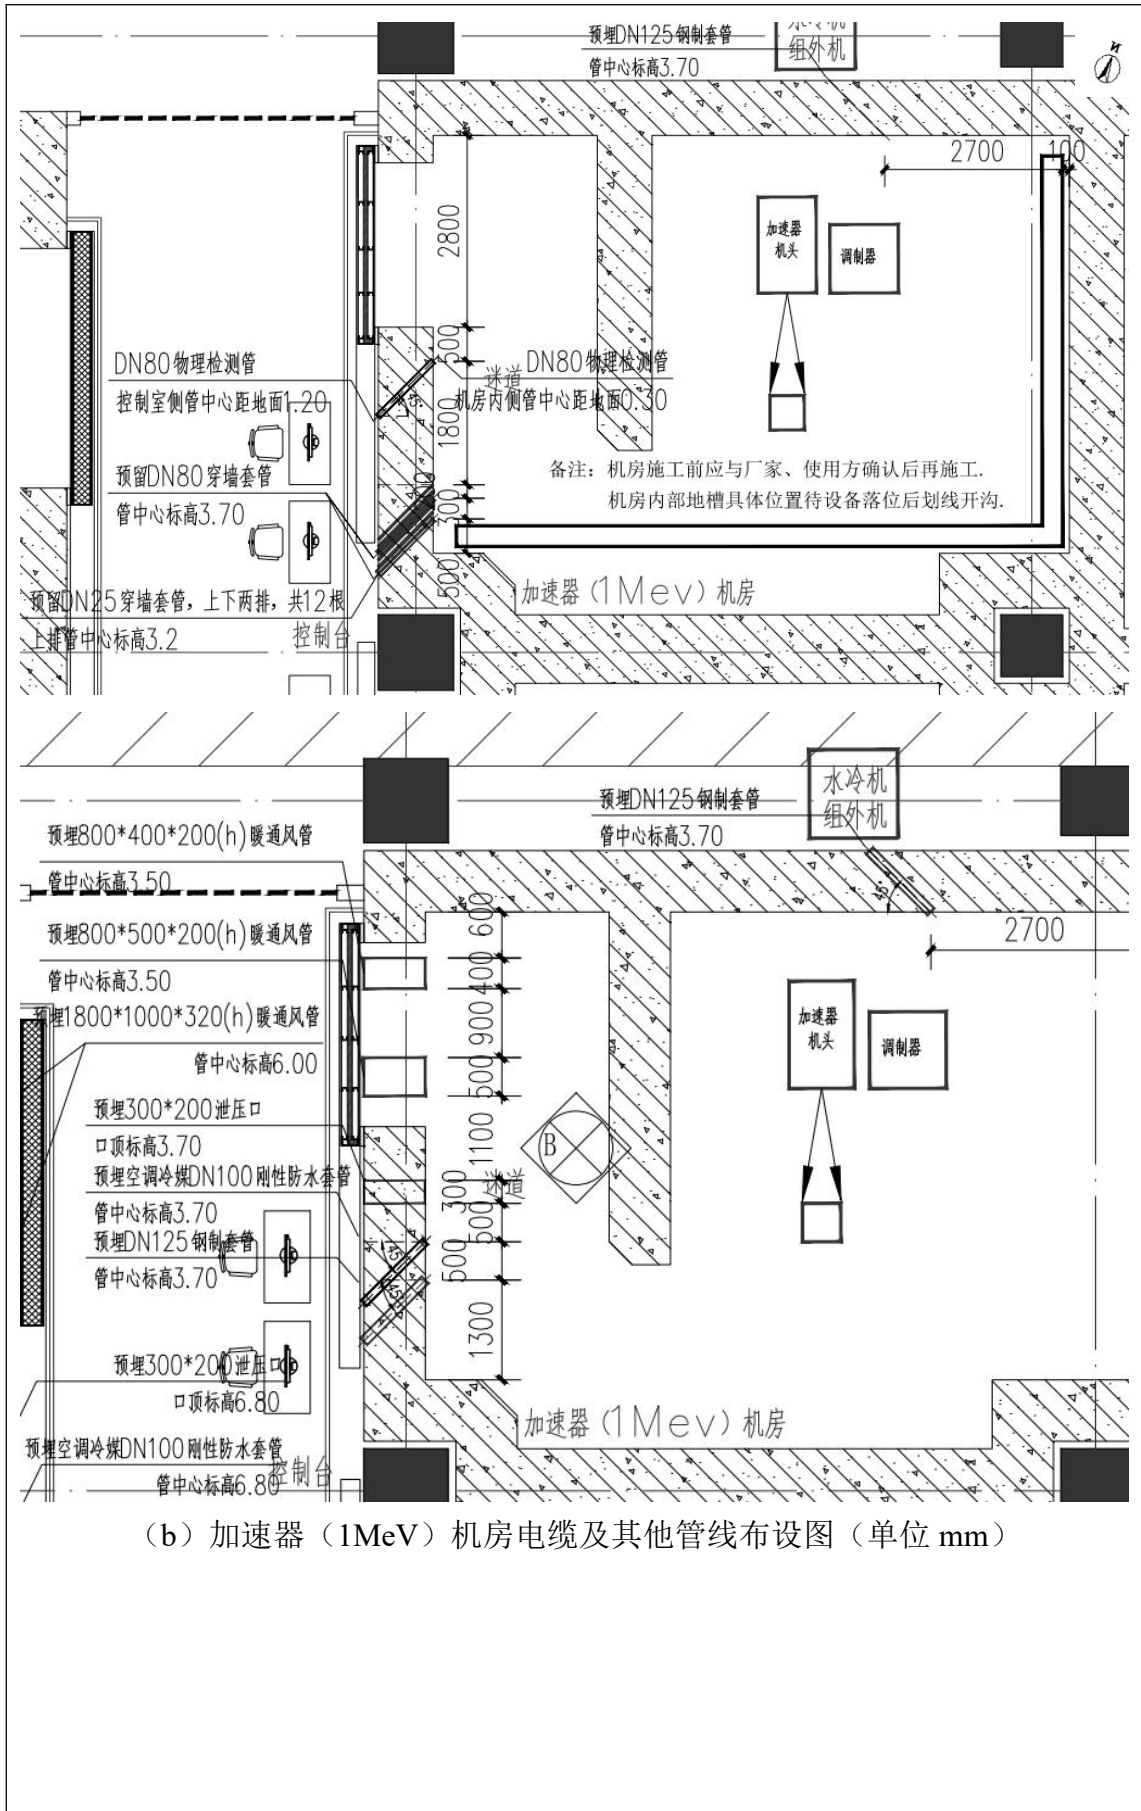 预埋DN125钢制套管
管中心标高3.70
水冷机
组外机
N
2700
100
加速器
机头
调制器
2800
500
DN80物理检测管
控制室侧管中心距地面1.20
DN80物理检测管
迷道
机房内侧管中心距地面0.30
45°
1800
备注：机房施工前应与厂家、使用方确认后再施工.
机房内部地槽具体位置待设备落位后划线开沟.
预留DN80穿墙套管
管中心标高3.70
300
500
加速器（1Mev）机房
预留DN25穿墙套管，上下两排，共12根
上排管中心标高3.2
控制台
水冷机
组外机
预埋DN125钢制套管
管中心标高3.70
预埋800*400*200(h)暖通风管
管中心标高3.50
45°
600
2700
预埋800*500*200(h)暖通风管
管中心标高3.50
400
预埋1800*1000*320(h)暖通风管
管中心标高6.00
900
加速器
机头
调制器
500
预埋300*200泄压口
口顶标高3.70
1100
B
预埋空调冷媒DN100刚性防水套管
管中心标高3.70
300
迷道
500
预埋DN125钢制套管
管中心标高3.70
45°
500
45°
1300
预埋300*200泄压口
口顶标高6.80
加速器（1Mev）机房
预埋空调冷媒DN100刚性防水套管
管中心标高6.80
控制台
（b）加速器（1MeV）机房电缆及其他管线布设图（单位 mm）